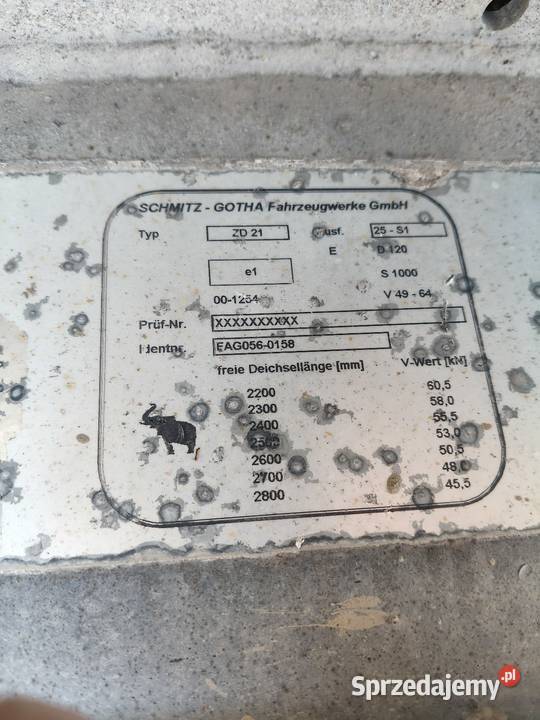 SCHMITZ - GOTHA Fahrzeugwerke GmbH
Typ ZD 21 Ausf. 25 - S1
E D 120
e1 S 1000
00-1254 V 49 - 64
Prüf-Nr. XXXXXXXXXX
Identnr. EAG056-0158
freie Deichsellänge [mm] V-Wert [kN]
2200 60,5
2300 58,0
2400 55,5
2500 53,0
2600 50,5
2700 48,0
2800 45,5
Sprzedajemy.pl